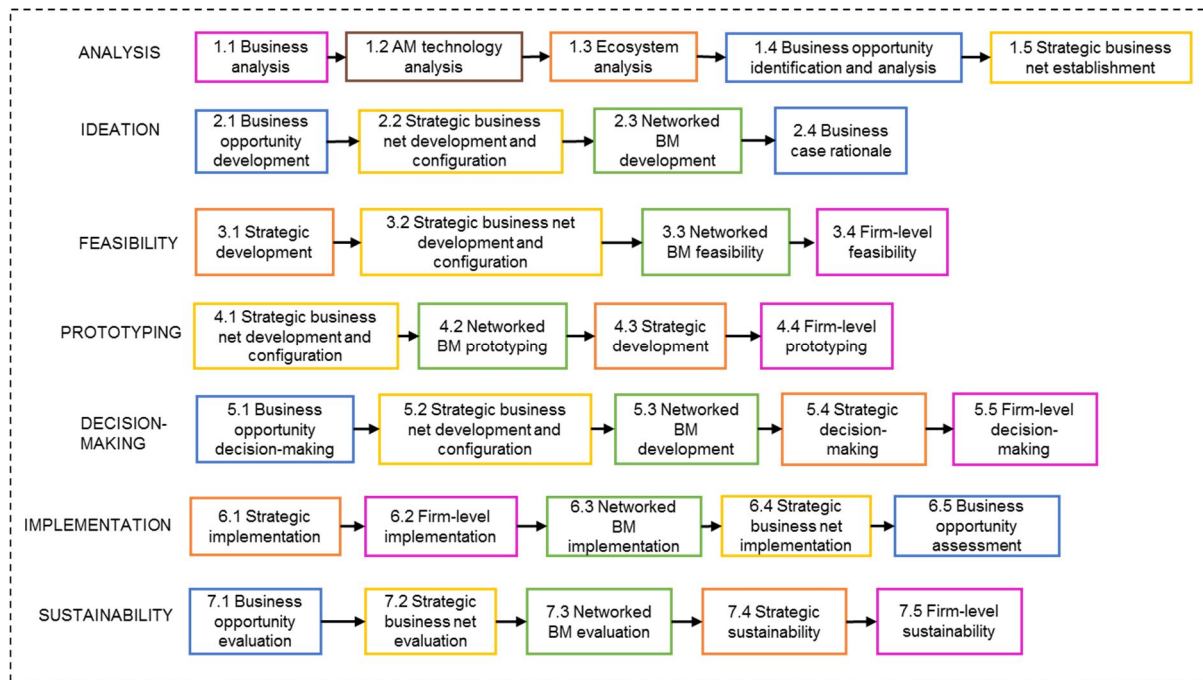 ANALYSIS
1.1 Business
analysis
1.2 AM technology
analysis
1.3 Ecosystem
analysis
1.4 Business opportunity
identification and analysis
1.5 Strategic business
net establishment
IDEATION
2.1 Business
opportunity
development
2.2 Strategic business
net development and
configuration
2.3 Networked
BM
development
2.4 Business
case rationale
FEASIBILITY
3.1 Strategic
development
3.2 Strategic business net
development and
configuration
3.3 Networked
BM feasibility
3.4 Firm-level
feasibility
PROTOTYPING
4.1 Strategic business
net development and
configuration
4.2 Networked
BM prototyping
4.3 Strategic
development
4.4 Firm-level
prototyping
DECISION-
MAKING
5.1 Business
opportunity
decision-making
5.2 Strategic business
net development and
configuration
5.3 Networked
BM
development
5.4 Strategic
decision-
making
5.5 Firm-level
decision-
making
IMPLEMENTATION
6.1 Strategic
implementation
6.2 Firm-level
implementation
6.3 Networked
BM
implementation
6.4 Strategic
business net
implementation
6.5 Business
opportunity
assessment
SUSTAINABILITY
7.1 Business
opportunity
evaluation
7.2 Strategic
business net
evaluation
7.3 Networked
BM evaluation
7.4 Strategic
sustainability
7.5 Firm-level
sustainability